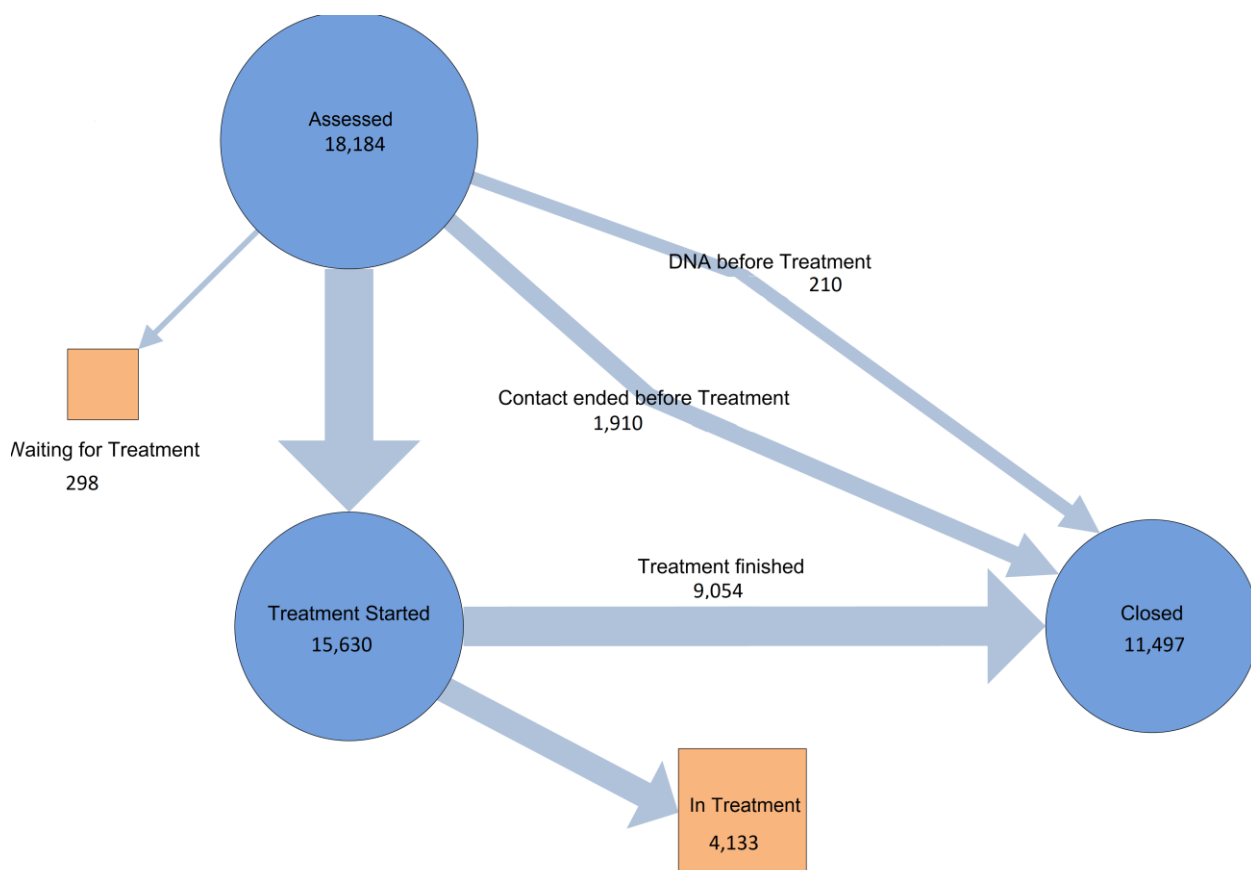 Assessed
18,184
DNA before Treatment
210
Contact ended before Treatment
1,910
Waiting for Treatment
298
Treatment finished
9,054
Treatment Started
15,630
Closed
11,497
In Treatment
4,133